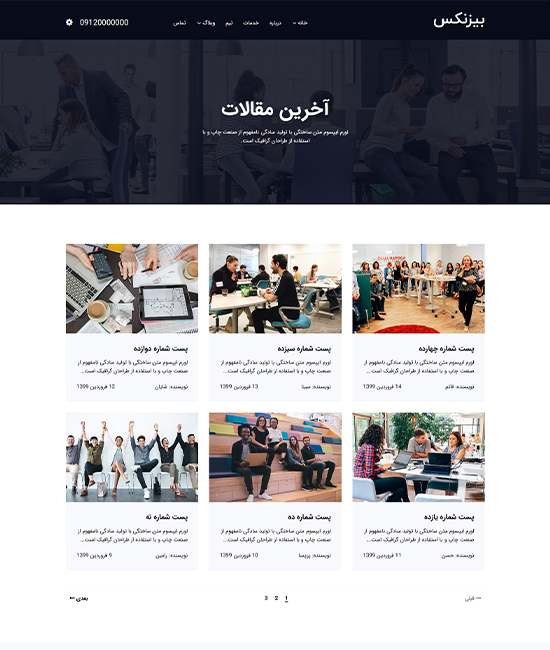 بیزنکس
خانه
درباره
خدمات
تیم
وبلاگ
تماس
09120000000
آخرین مقالات
لورم ایپسوم متن ساختگی با تولید سادگی نامفهوم از صنعت چاپ و با
استفاده از طراحان گرافیک است.
پست شماره چهارده
لورم ایپسوم متن ساختگی با تولید سادگی نامفهوم از
صنعت چاپ و با استفاده از طراحان گرافیک است...
نویسنده: قائم
14 فروردین 1399
پست شماره سیزده
لورم ایپسوم متن ساختگی با تولید سادگی نامفهوم از
صنعت چاپ و با استفاده از طراحان گرافیک است...
نویسنده: مینا
13 فروردین 1399
پست شماره دوازده
لورم ایپسوم متن ساختگی با تولید سادگی نامفهوم از
صنعت چاپ و با استفاده از طراحان گرافیک است...
نویسنده: شایان
12 فروردین 1399
پست شماره یازده
لورم ایپسوم متن ساختگی با تولید سادگی نامفهوم از
صنعت چاپ و با استفاده از طراحان گرافیک است...
نویسنده: حسن
11 فروردین 1399
پست شماره ده
لورم ایپسوم متن ساختگی با تولید سادگی نامفهوم از
صنعت چاپ و با استفاده از طراحان گرافیک است...
نویسنده: پریسا
10 فروردین 1399
پست شماره نه
لورم ایپسوم متن ساختگی با تولید سادگی نامفهوم از
صنعت چاپ و با استفاده از طراحان گرافیک است...
نویسنده: رامین
9 فروردین 1399
قبلی
1 2 3
بعدی